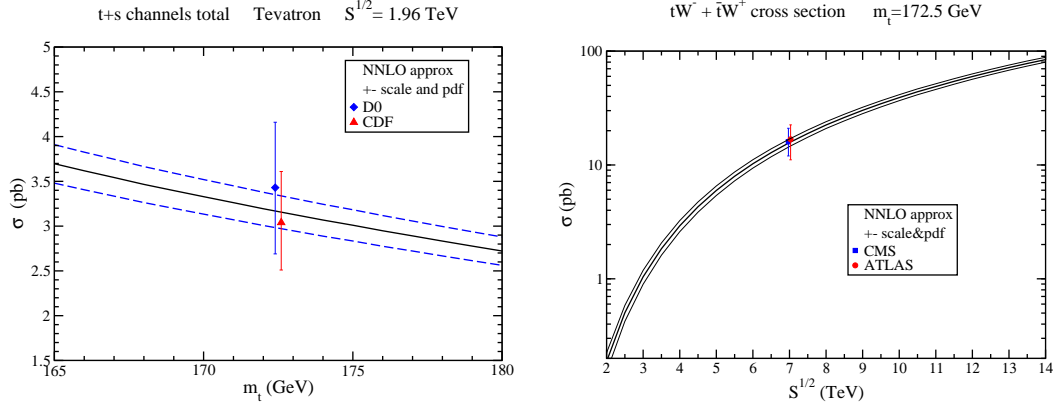 t+s channels total Tevatron S^{1/2}= 1.96 TeV
5
4.5
4
3.5
3
2.5
2
1.5
σ (pb)
NNLO approx
+- scale and pdf
D0
CDF
165 170 175 180
m_t (GeV)
tW^- + t̄W^+ cross section m_t=172.5 GeV
100
10
1
σ (pb)
NNLO approx
+- scale&pdf
CMS
ATLAS
2 3 4 5 6 7 8 9 10 11 12 13 14
S^{1/2} (TeV)